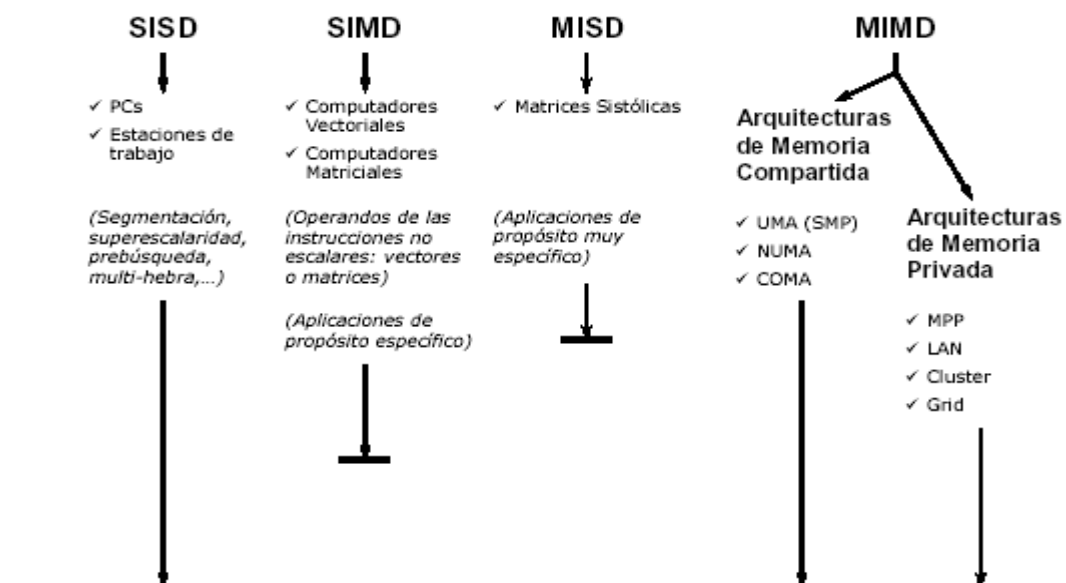 SISD
SIMD
MISD
MIMD
✓ PCs
✓ Estaciones de
trabajo
(Segmentación,
superescalaridad,
prebúsqueda,
multi-hebra,...)
✓ Computadores
Vectoriales
✓ Computadores
Matriciales
(Operandos de las
instrucciones no
escalares: vectores
o matrices)
(Aplicaciones de
propósito específico)
✓ Matrices Sistólicas
(Aplicaciones de
propósito muy
específico)
Arquitecturas
de Memoria
Compartida
✓ UMA (SMP)
✓ NUMA
✓ COMA
Arquitecturas
de Memoria
Privada
✓ MPP
✓ LAN
✓ Cluster
✓ Grid